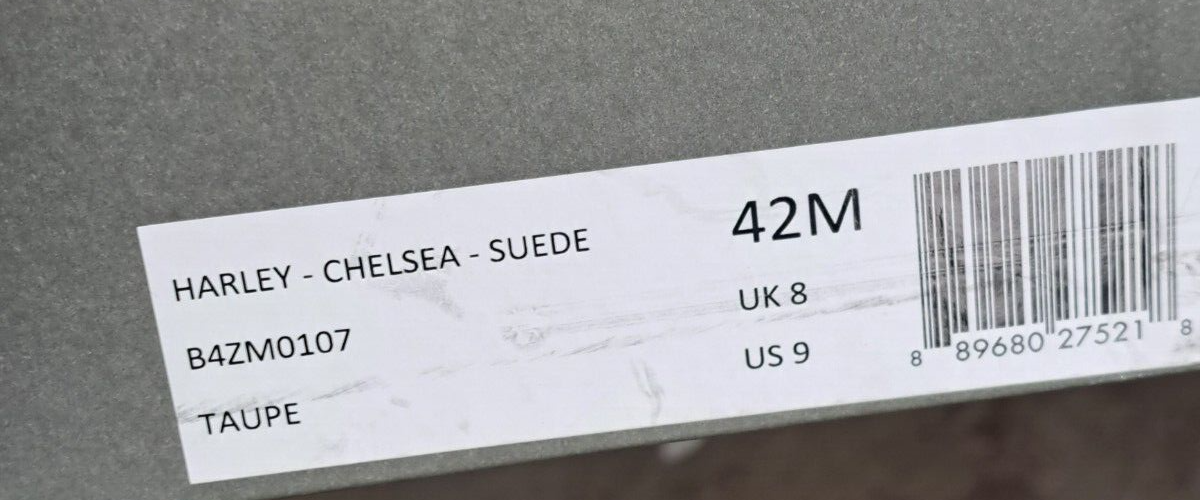 HARLEY - CHELSEA - SUEDE
B4ZM0107
TAUPE
42M
UK 8
US 9
8 89680 27521 8